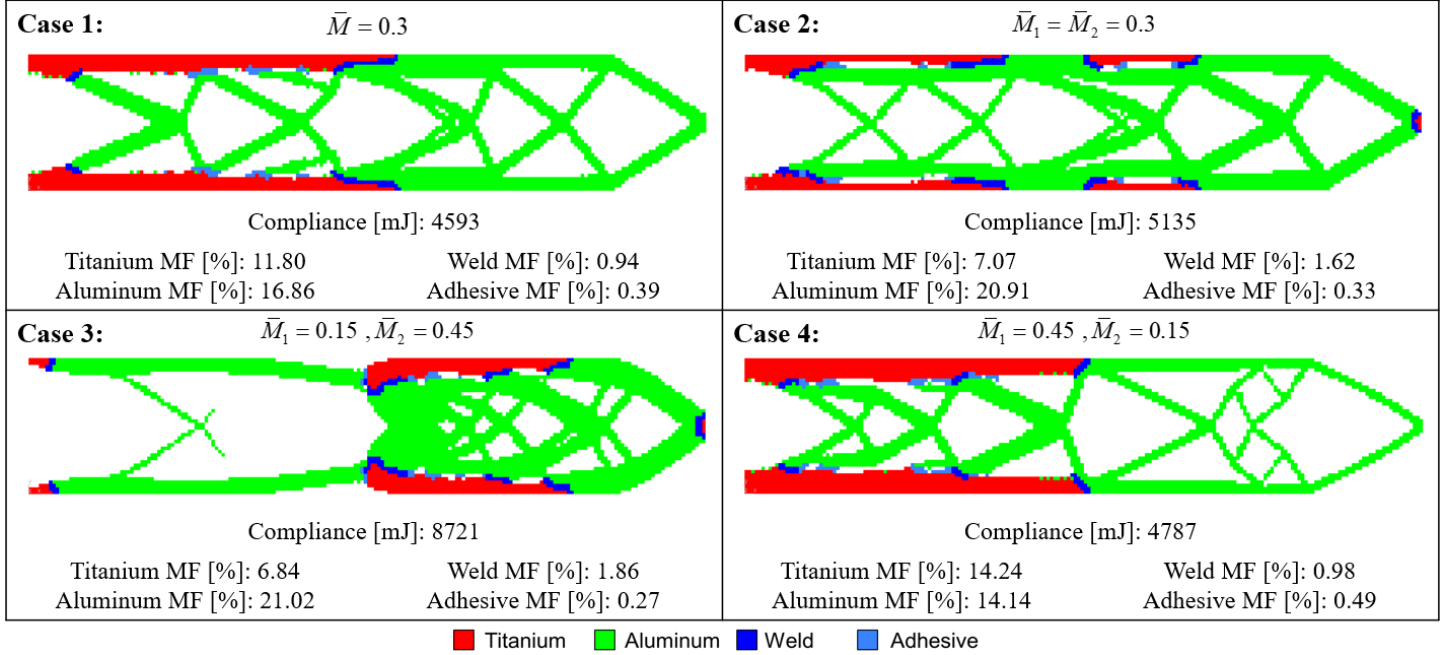 Case 1: M̄ = 0.3
Compliance [mJ]: 4593
Titanium MF [%]: 11.80 Weld MF [%]: 0.94
Aluminum MF [%]: 16.86 Adhesive MF [%]: 0.39
Case 2: M̄₁ = M̄₂ = 0.3
Compliance [mJ]: 5135
Titanium MF [%]: 7.07 Weld MF [%]: 1.62
Aluminum MF [%]: 20.91 Adhesive MF [%]: 0.33
Case 3: M̄₁ = 0.15 , M̄₂ = 0.45
Compliance [mJ]: 8721
Titanium MF [%]: 6.84 Weld MF [%]: 1.86
Aluminum MF [%]: 21.02 Adhesive MF [%]: 0.27
Case 4: M̄₁ = 0.45 , M̄₂ = 0.15
Compliance [mJ]: 4787
Titanium MF [%]: 14.24 Weld MF [%]: 0.98
Aluminum MF [%]: 14.14 Adhesive MF [%]: 0.49
Titanium Aluminum Weld Adhesive